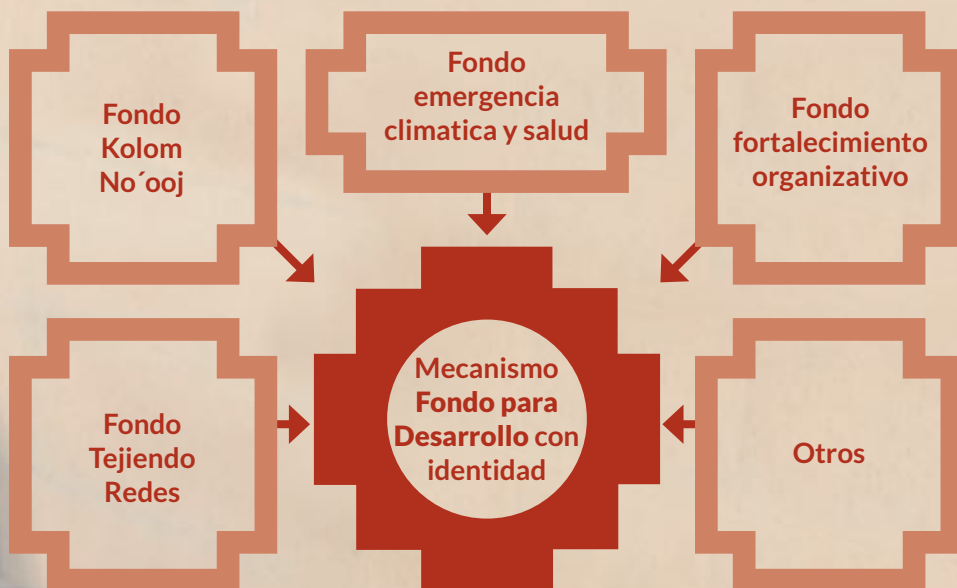 Fondo
Kolom
No´ooj
Fondo
emergencia
climatica y salud
Fondo
fortalecimiento
organizativo
Fondo
Tejiendo
Redes
Mecanismo
Fondo para
Desarrollo con
identidad
Otros